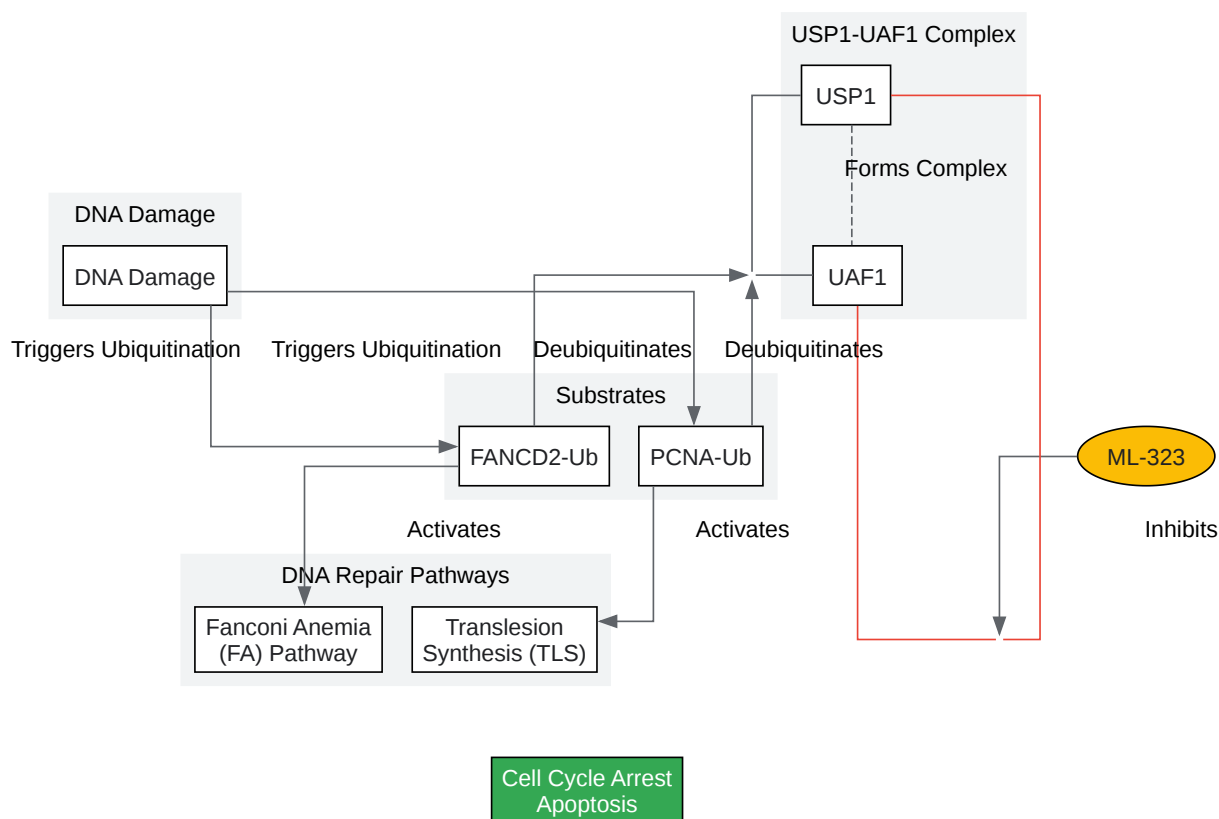 USP1-UAF1 Complex
USP1
Forms Complex
DNA Damage
DNA Damage
UAF1
Triggers Ubiquitination
Triggers Ubiquitination
Deubiquitinates
Deubiquitinates
Substrates
FANCD2-Ub
PCNA-Ub
ML-323
Activates
Activates
Inhibits
DNA Repair Pathways
Fanconi Anemia
(FA) Pathway
Translesion
Synthesis (TLS)
Cell Cycle Arrest
Apoptosis